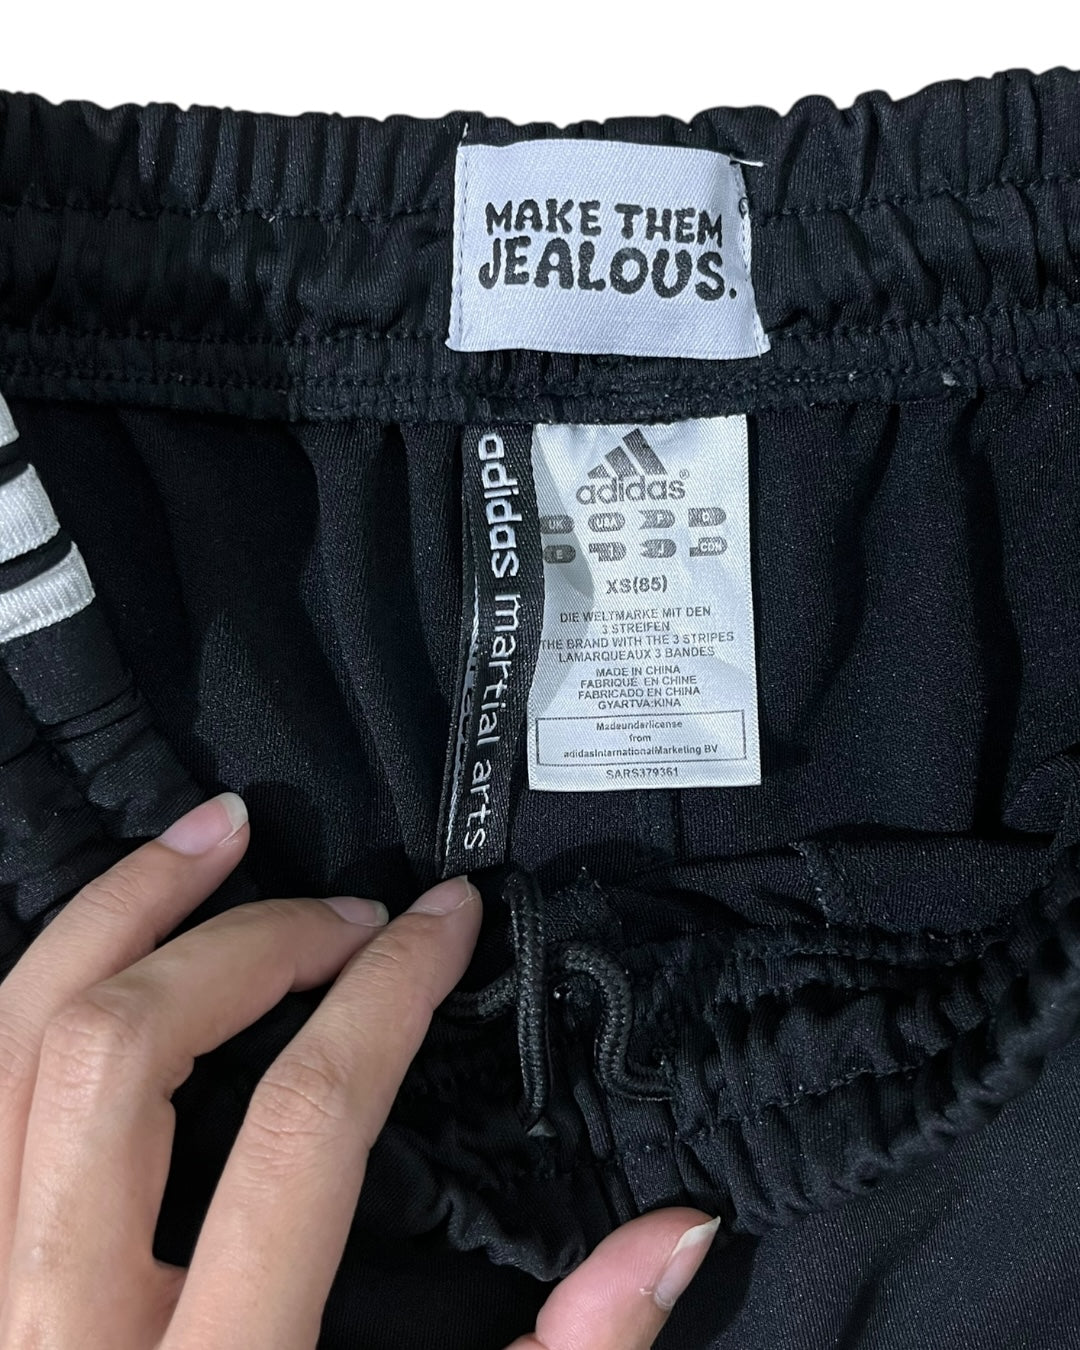 MAKE THEM
JEALOUS.
adidas martial arts
adidas®
UK USA F D
XS(85)
DIE WELTMARKE MIT DEN
3 STREIFEN
THE BRAND WITH THE 3 STRIPES
LAMARQUEAUX 3 BANDES
MADE IN CHINA
FABRIQUE EN CHINE
FABRICADO EN CHINA
GYARTVA:KINA
Madeunderlicense
from
adidasInternationalMarketing BV
SARS379361